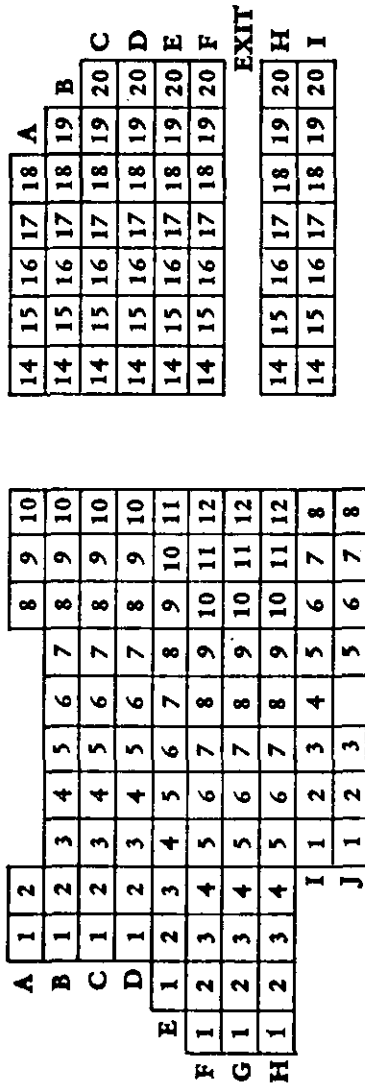 A 1 2 8 9 10 14 15 16 17 18 A
B 1 2 3 4 5 6 7 8 9 10 14 15 16 17 18 19 B
C 1 2 3 4 5 6 7 8 9 10 14 15 16 17 18 19 20 C
D 1 2 3 4 5 6 7 8 9 10 14 15 16 17 18 19 20 D
E 1 2 3 4 5 6 7 8 9 10 11 14 15 16 17 18 19 20 E
F 1 2 3 4 5 6 7 8 9 10 11 12 14 15 16 17 18 19 20 F
G 1 2 3 4 5 6 7 8 9 10 11 12 EXIT
H 1 2 3 4 5 6 7 8 9 10 11 12 14 15 16 17 18 19 20 H
I 1 2 3 4 5 6 7 8 14 15 16 17 18 19 20 I
J 1 2 3 5 6 7 8